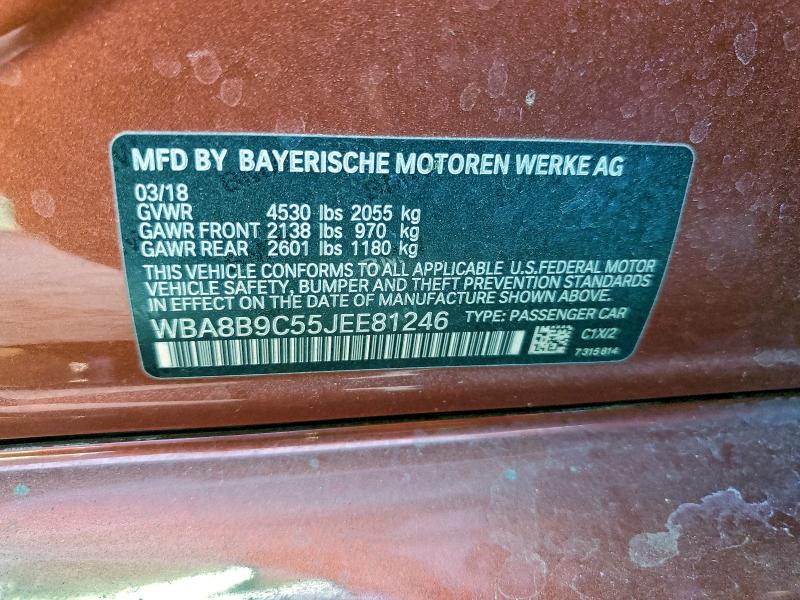 MFD BY BAYERISCHE MOTOREN WERKE AG
03/18
GVWR 4530 lbs 2055 kg
GAWR FRONT 2138 lbs 970 kg
GAWR REAR 2601 lbs 1180 kg
THIS VEHICLE CONFORMS TO ALL APPLICABLE U.S.FEDERAL MOTOR
VEHICLE SAFETY, BUMPER AND THEFT PREVENTION STANDARDS
IN EFFECT ON THE DATE OF MANUFACTURE SHOWN ABOVE.
WBA8B9C55JEE81246 TYPE: PASSENGER CAR
C1X/2
7315814